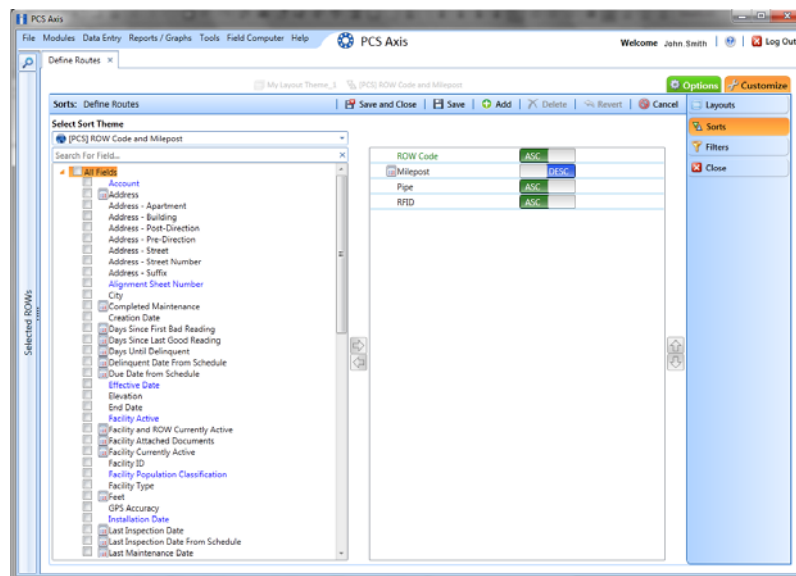 PCS Axis
File Modules Data Entry Reports / Graphs Tools Field Computer Help
PCS Axis
Welcome John.Smith
Log Out
Define Routes ×
My Layout Theme_1 [PCS] ROW Code and Milepost
Options Customize
Sorts: Define Routes
Save and Close Save Add Delete Revert Cancel
Layouts
Sorts
Filters
Close
Select Sort Theme
[PCS] ROW Code and Milepost
Search For Field...
All Fields
Account
Address
Address - Apartment
Address - Building
Address - Post-Direction
Address - Pre-Direction
Address - Street
Address - Street Number
Address - Suffix
Alignment Sheet Number
City
Completed Maintenance
Creation Date
Days Since First Bad Reading
Days Since Last Good Reading
Days Until Delinquent
Delinquent Date From Schedule
Due Date from Schedule
Effective Date
Elevation
End Date
Facility Active
Facility and ROW Currently Active
Facility Attached Documents
Facility Currently Active
Facility ID
Facility Population Classification
Facility Type
Feet
GPS Accuracy
Installation Date
Last Inspection Date
Last Inspection Date From Schedule
Last Maintenance Date
ROW Code ASC
Milepost DESC
Pipe ASC
RFID ASC
Selected ROWs